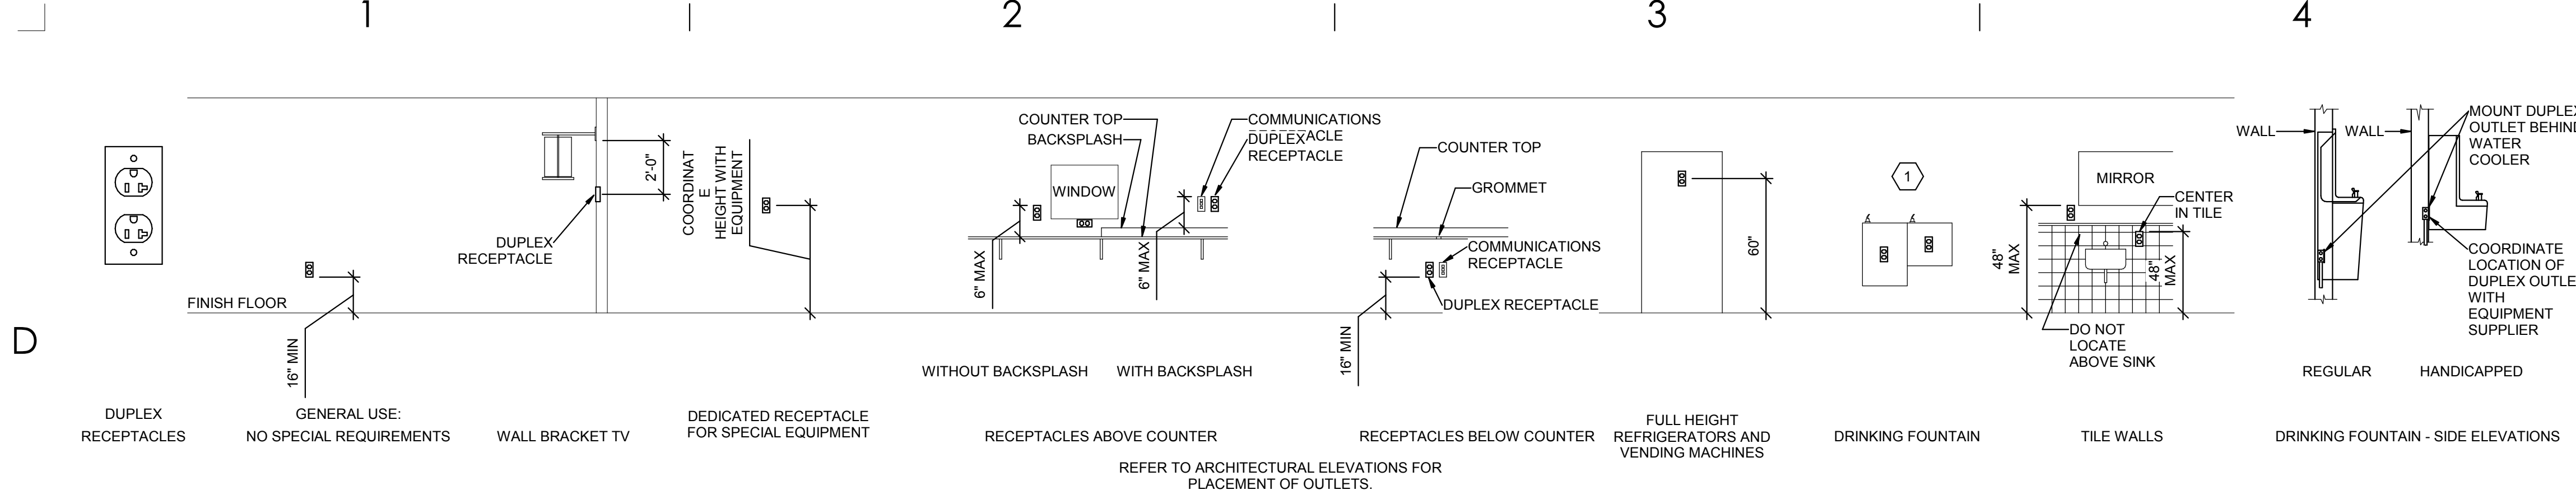 1
2
3
4
D
DUPLEX
RECEPTACLES
FINISH FLOOR
16" MIN
GENERAL USE:
NO SPECIAL REQUIREMENTS
2'-0"
DUPLEX
RECEPTACLE
WALL BRACKET TV
COORDINAT
E
HEIGHT WITH
EQUIPMENT
DEDICATED RECEPTACLE
FOR SPECIAL EQUIPMENT
COUNTER TOP
BACKSPLASH
WINDOW
COMMUNICATIONS
DUPLEX
RECEPTACLE
6" MAX
6" MAX
WITHOUT BACKSPLASH
WITH BACKSPLASH
RECEPTACLES ABOVE COUNTER
REFER TO ARCHITECTURAL ELEVATIONS FOR
PLACEMENT OF OUTLETS.
COUNTER TOP
GROMMET
COMMUNICATIONS
RECEPTACLE
DUPLEX RECEPTACLE
16" MIN
RECEPTACLES BELOW COUNTER
60"
FULL HEIGHT
REFRIGERATORS AND
VENDING MACHINES
1
DRINKING FOUNTAIN
MIRROR
CENTER
IN TILE
48"
MAX
48"
MAX
DO NOT
LOCATE
ABOVE SINK
TILE WALLS
WALL
WALL
MOUNT DUPLEX
OUTLET BEHIN
WATER
COOLER
COORDINATE
LOCATION OF
DUPLEX OUTLE
WITH
EQUIPMENT
SUPPLIER
REGULAR
HANDICAPPED
DRINKING FOUNTAIN - SIDE ELEVATIONS